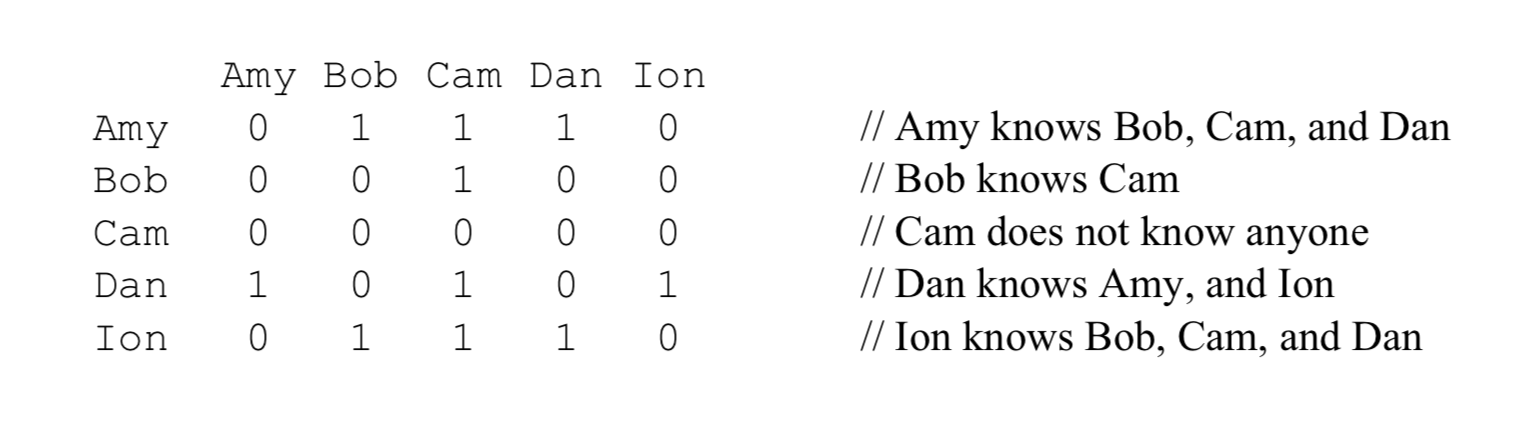 Amy Bob Cam Dan Ion
Amy 0 1 1 1 0 // Amy knows Bob, Cam, and Dan
Bob 0 0 1 0 0 // Bob knows Cam
Cam 0 0 0 0 0 // Cam does not know anyone
Dan 1 0 1 0 1 // Dan knows Amy, and Ion
Ion 0 1 1 1 0 // Ion knows Bob, Cam, and Dan